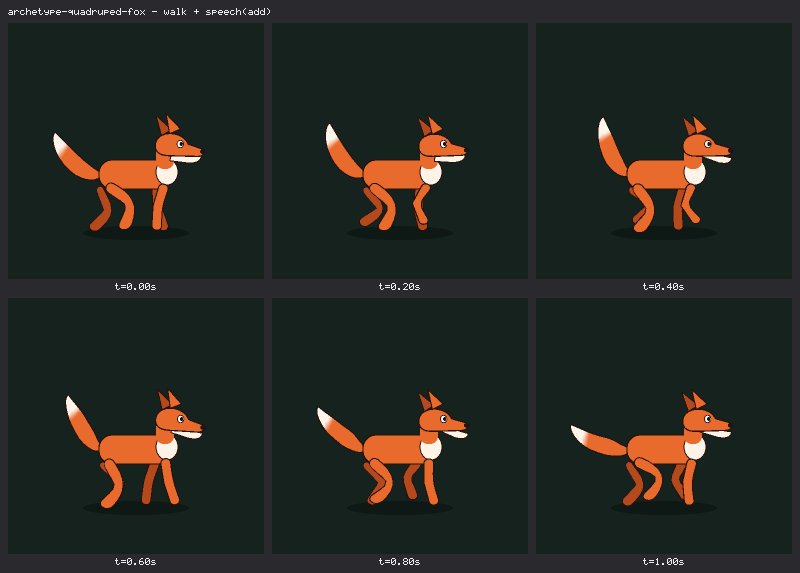 archetype-quadruped-fox - walk + speech(add)
t=0.00s
t=0.20s
t=0.40s
t=0.60s
t=0.80s
t=1.00s